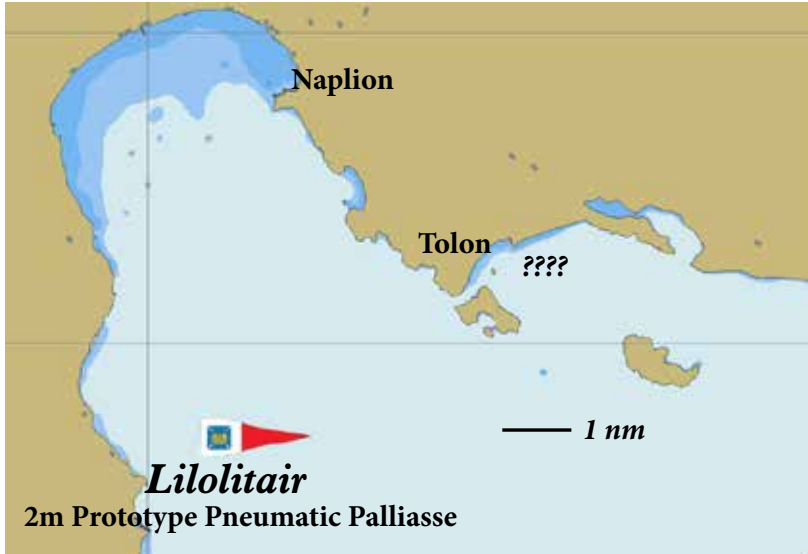 Naplion
Tolon
????
1 nm
Lilolitair
2m Prototype Pneumatic Palliasse